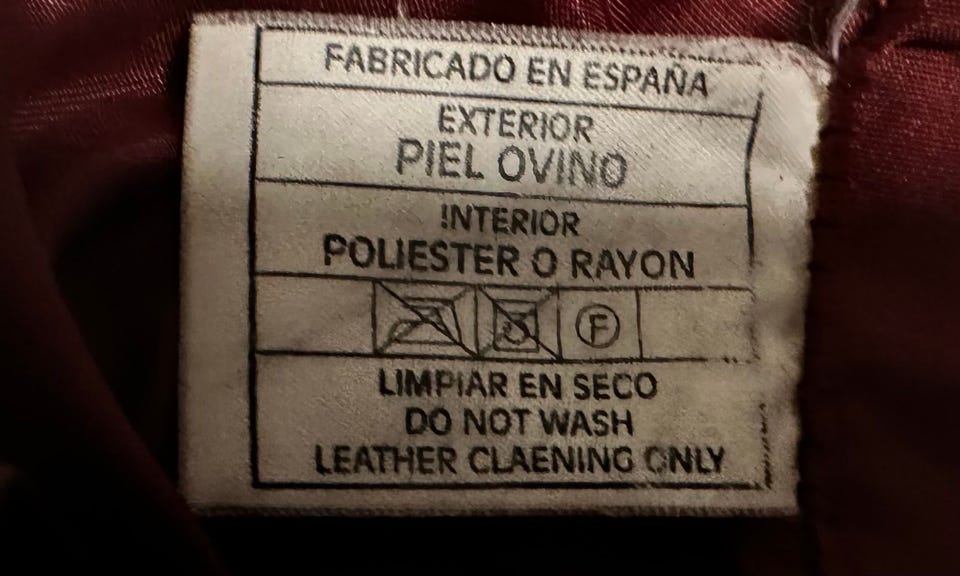 FABRICADO EN ESPAÑA
EXTERIOR
PIEL OVINO
INTERIOR
POLIESTER O RAYON
F
LIMPIAR EN SECO
DO NOT WASH
LEATHER CLAENING ONLY